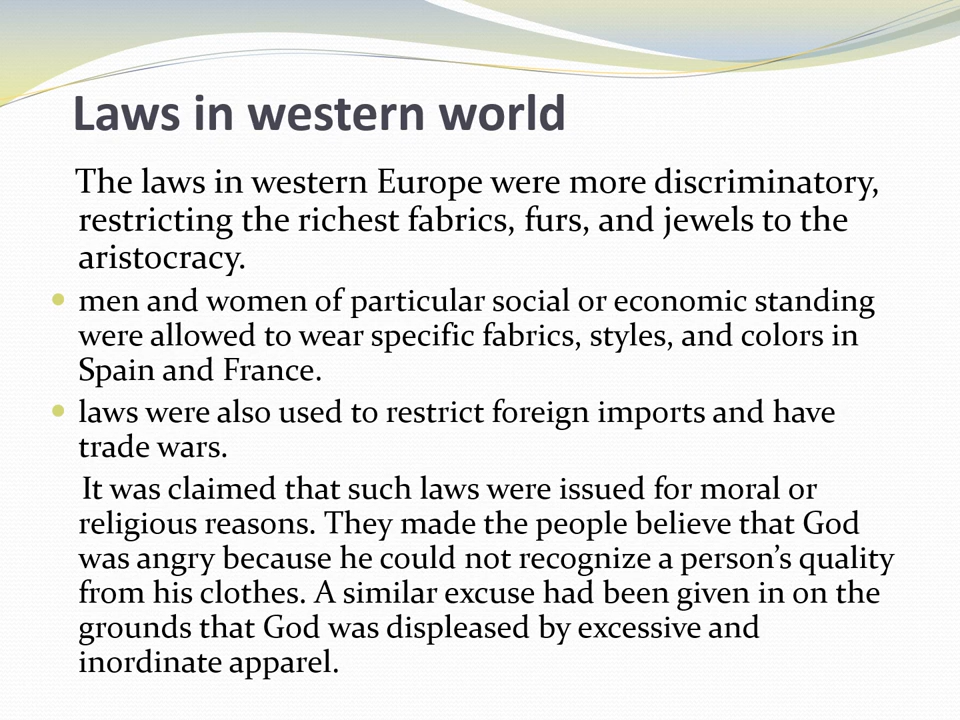 Laws in western world
The laws in western Europe were more discriminatory,
restricting the richest fabrics, furs, and jewels to the
aristocracy.
men and women of particular social or economic standing
were allowed to wear specific fabrics, styles, and colors in
Spain and France.
laws were also used to restrict foreign imports and have
trade wars.
It was claimed that such laws were issued for moral or
religious reasons. They made the people believe that God
was angry because he could not recognize a person’s quality
from his clothes. A similar excuse had been given in on the
grounds that God was displeased by excessive and
inordinate apparel.